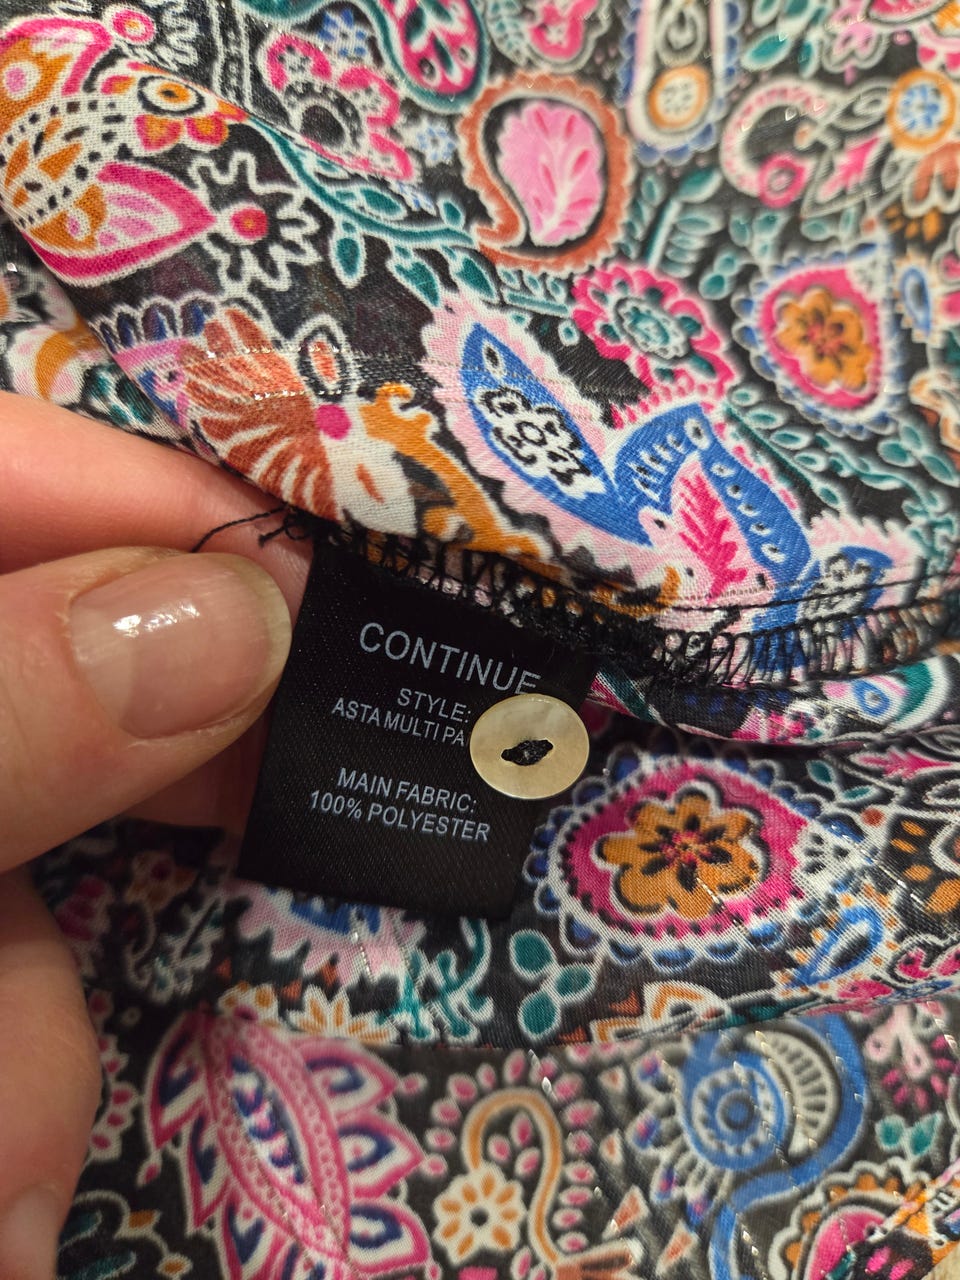 CONTINUE
STYLE:
ASTA MULTI PA
MAIN FABRIC:
100% POLYESTER